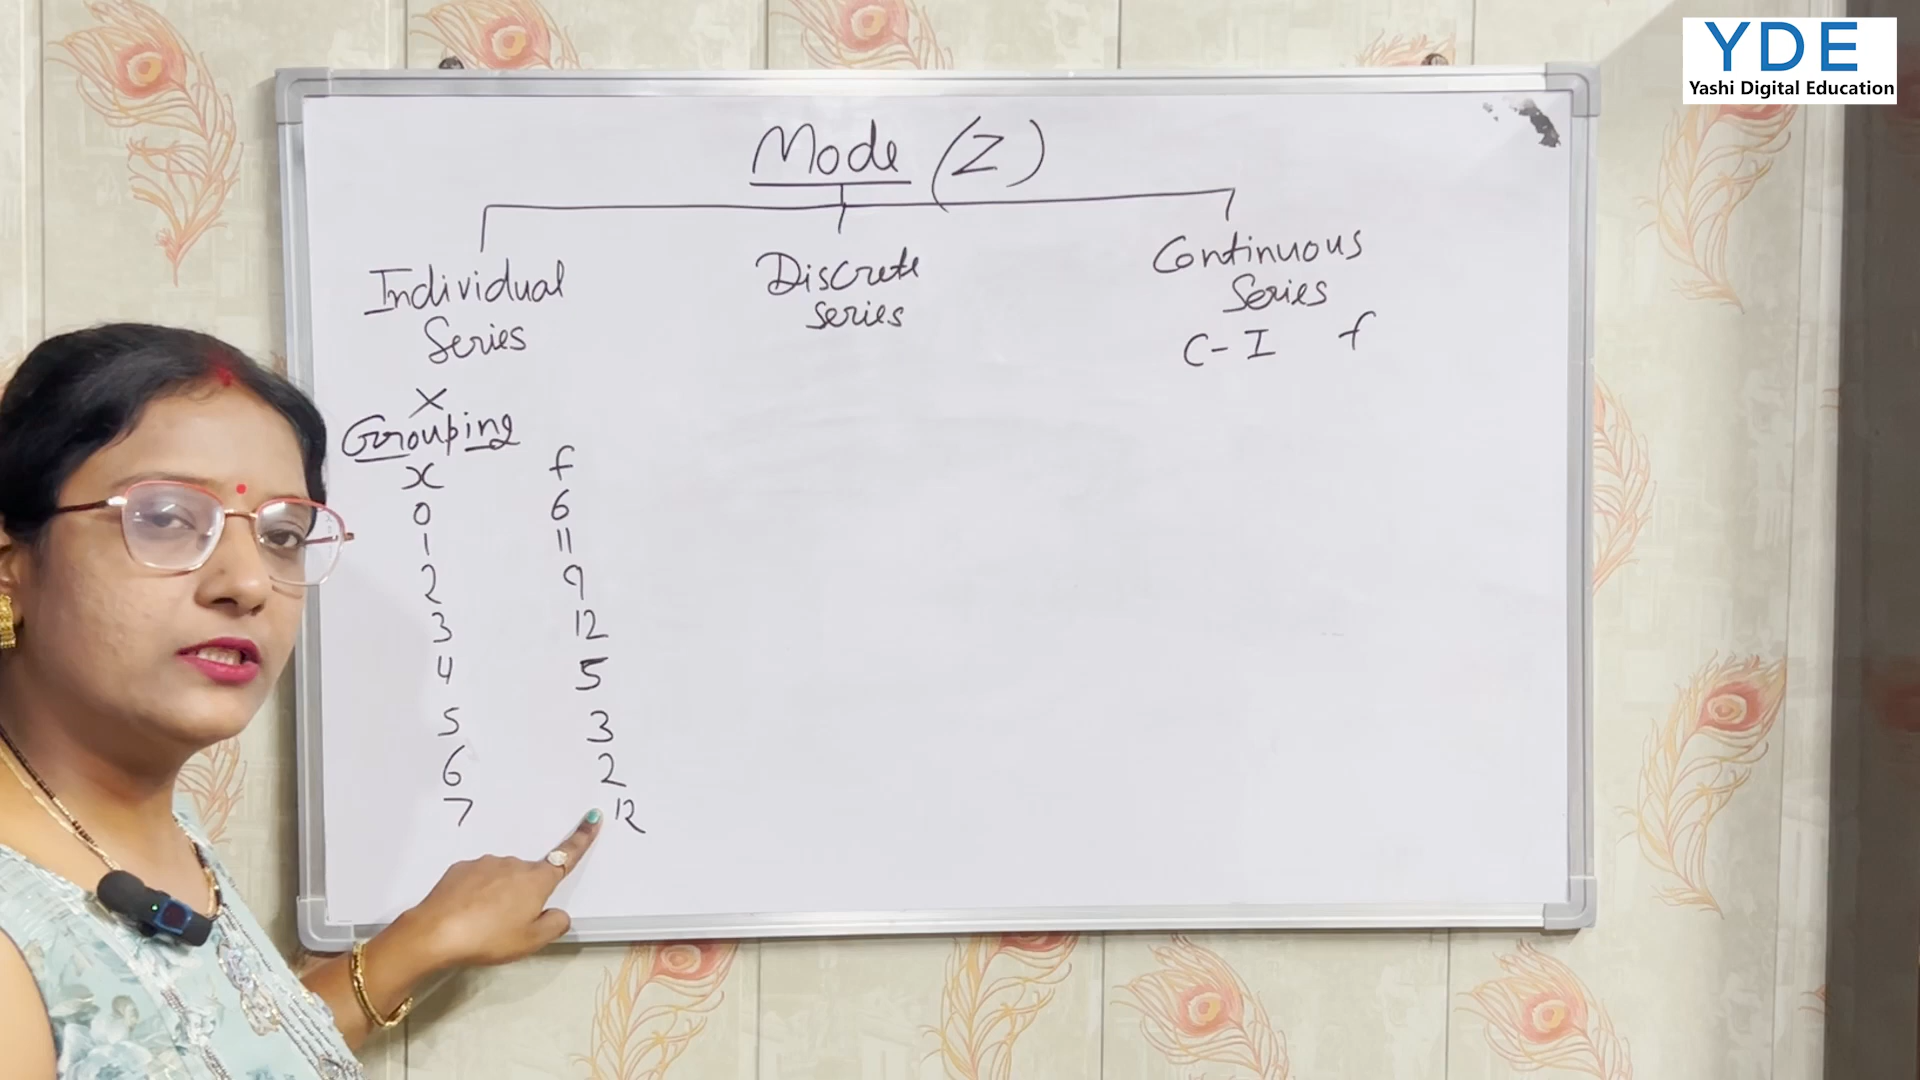 YDE
Yashi Digital Education
Mode (Z)
Individual
Series
X
Grouping
x f
0 6
1 11
2 9
3 12
4 5
5 3
6 2
7 12
Discrete
series
Continuous
Series
C-I f